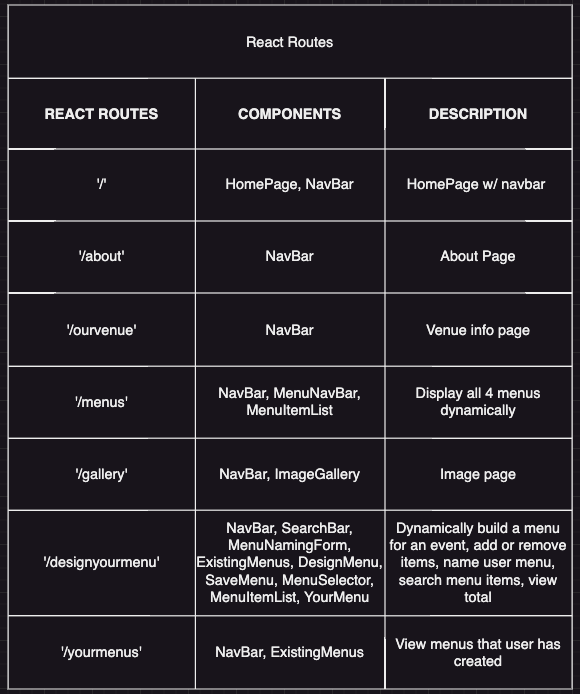 React Routes
REACT ROUTES COMPONENTS DESCRIPTION
'/' HomePage, NavBar HomePage w/ navbar
'/about' NavBar About Page
'/ourvenue' NavBar Venue info page
'/menus'
NavBar, MenuNavBar,
MenuItemList
Display all 4 menus
dynamically
'/gallery' NavBar, ImageGallery Image page
'/designyourmenu'
NavBar, SearchBar,
MenuNamingForm,
ExistingMenus, DesignMenu,
SaveMenu, MenuSelector,
MenuItemList, YourMenu
Dynamically build a menu
for an event, add or remove
items, name user menu,
search menu items, view
total
'/yourmenus'
NavBar, ExistingMenus
View menus that user has
created